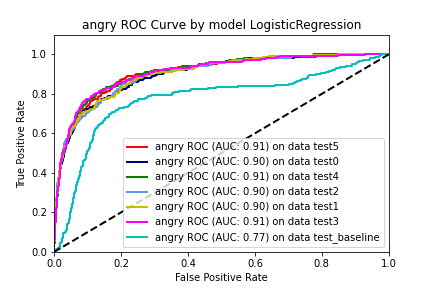 angry ROC Curve by model LogisticRegression
True Positive Rate
1.0
0.8
0.6
0.4
0.2
0.0
angry ROC (AUC: 0.91) on data test5
angry ROC (AUC: 0.90) on data test0
angry ROC (AUC: 0.91) on data test4
angry ROC (AUC: 0.90) on data test2
angry ROC (AUC: 0.90) on data test1
angry ROC (AUC: 0.91) on data test3
angry ROC (AUC: 0.77) on data test_baseline
0.0 0.2 0.4 0.6 0.8 1.0
False Positive Rate